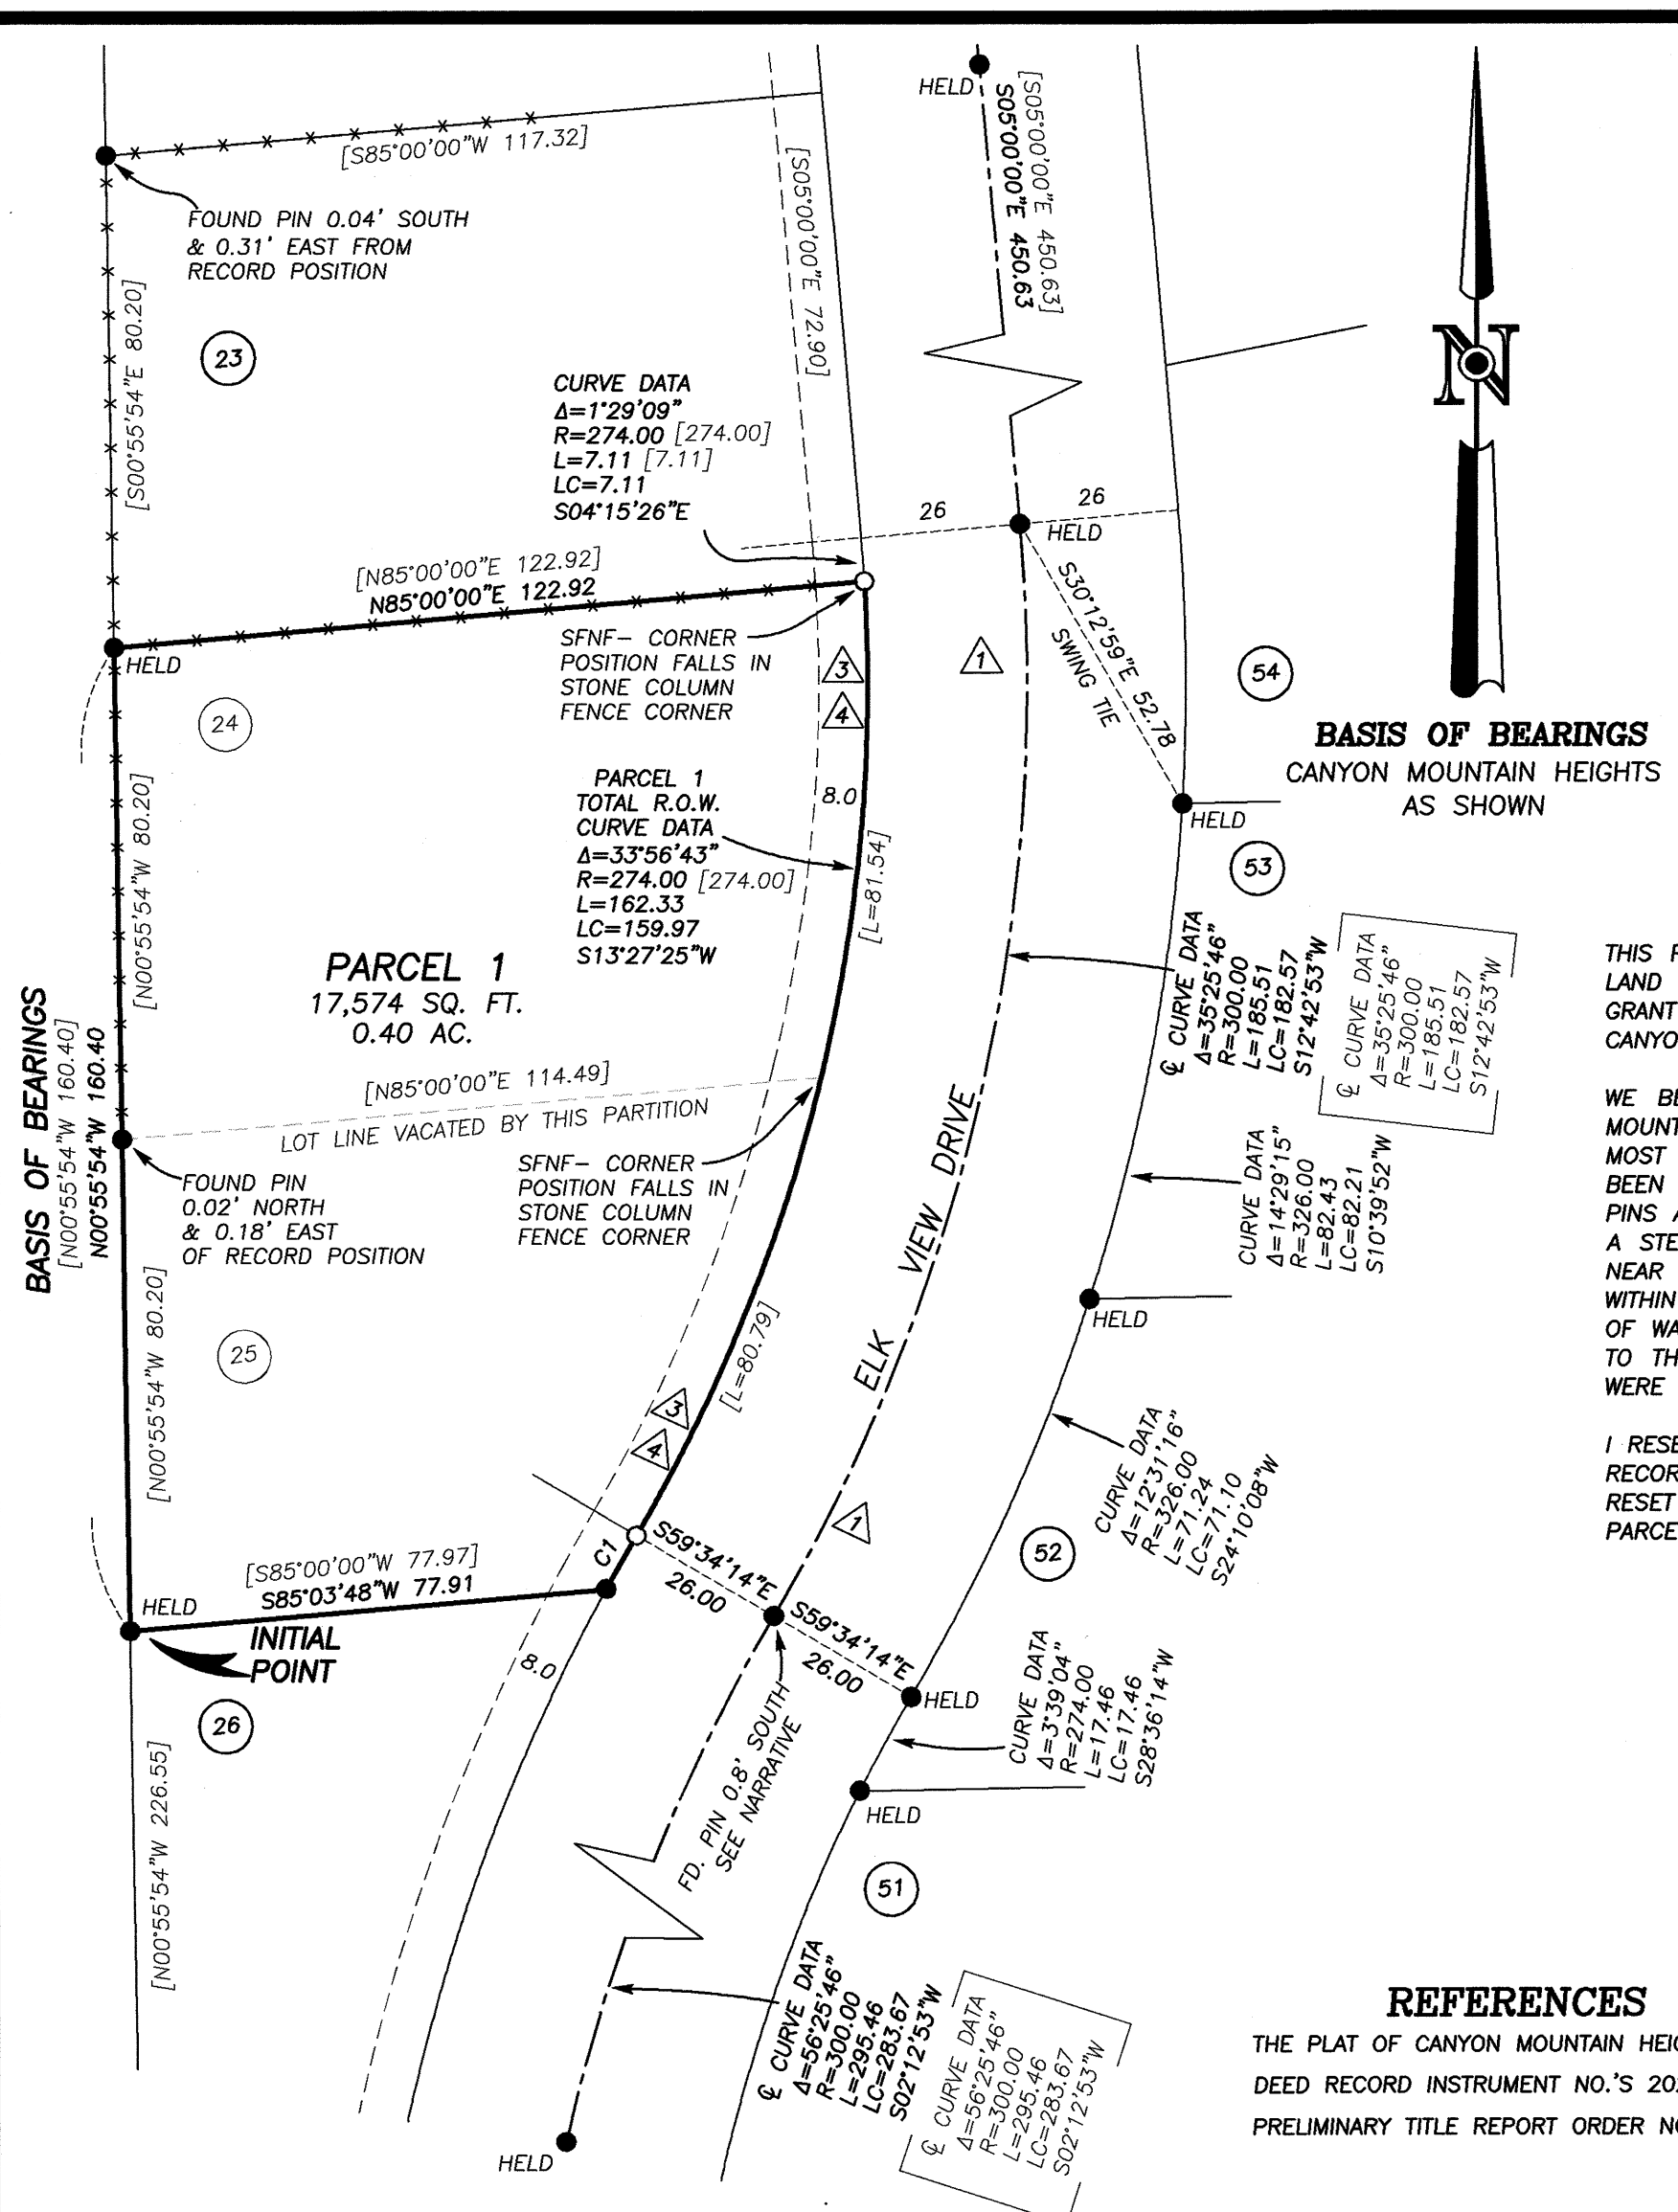 [S85°00'00"W 117.32]
FOUND PIN 0.04' SOUTH
& 0.31' EAST FROM
RECORD POSITION
[S00°55'54"E 80.20]
23
[S05°00'00"E 72.90]
HELD
[S05°00'00"E 450.63]
S05°00'00"E 450.63
N
BASIS OF BEARINGS
CANYON MOUNTAIN HEIGHTS
AS SHOWN
CURVE DATA
Δ=1°29'09"
R=274.00 [274.00]
L=7.11 [7.11]
LC=7.11
S04°15'26"E
26
26
HELD
S30°12'59"E 52.78
SWING TIE
[N85°00'00"E 122.92]
N85°00'00"E 122.92
HELD
SFNF- CORNER
POSITION FALLS IN
STONE COLUMN
FENCE CORNER
3
4
1
54
24
HELD
53
[N00°55'54"W 80.20]
PARCEL 1
TOTAL R.O.W.
CURVE DATA
Δ=33°56'43"
R=274.00 [274.00]
L=162.33
LC=159.97
S13°27'25"W
8.0
[L=81.54]
PARCEL 1
17,574 SQ. FT.
0.40 AC.
BASIS OF BEARINGS
[N00°55'54"W 160.40]
N00°55'54"W 160.40
℄ CURVE DATA
Δ=35°25'46"
R=300.00
L=185.51
LC=182.57
S12°42'53"W
℄ CURVE DATA
Δ=35°25'46"
R=300.00
L=185.51
LC=182.57
S12°42'53"W
[N85°00'00"E 114.49]
LOT LINE VACATED BY THIS PARTITION
FOUND PIN
0.02' NORTH
& 0.18' EAST
OF RECORD POSITION
SFNF- CORNER
POSITION FALLS IN
STONE COLUMN
FENCE CORNER
ELK VIEW DRIVE
CURVE DATA
Δ=14°29'15"
R=326.00
L=82.43
LC=82.21
S10°39'52"W
HELD
[N00°55'54"W 80.20]
25
[L=80.79]
3
4
1
CURVE DATA
Δ=12°31'16"
R=326.00
L=71.24
LC=71.10
S24°10'08"W
52
[S85°00'00"W 77.97]
S85°03'48"W 77.91
HELD
INITIAL
POINT
C1
S59°34'14"E
26.00
S59°34'14"E
26.00
HELD
8.0
26
[N00°55'54"W 226.55]
FD. PIN 0.8' SOUTH
SEE NARRATIVE
CURVE DATA
Δ=3°39'04"
R=274.00
L=17.46
LC=17.46
S28°36'14"W
HELD
51
℄ CURVE DATA
Δ=56°25'46"
R=300.00
L=295.46
LC=283.67
S02°12'53"W
℄ CURVE DATA
Δ=56°25'46"
R=300.00
L=295.46
LC=283.67
S02°12'53"W
HELD
THIS
LAND
GRANT
CANYO
WE BE
MOUNT
MOST
BEEN
PINS A
A STE
NEAR
WITHIN
OF WA
TO TH
WERE
I RESE
RECOR
RESET
PARCE
REFERENCES
THE PLAT OF CANYON MOUNTAIN HEI
DEED RECORD INSTRUMENT NO.'S 20
PRELIMINARY TITLE REPORT ORDER N